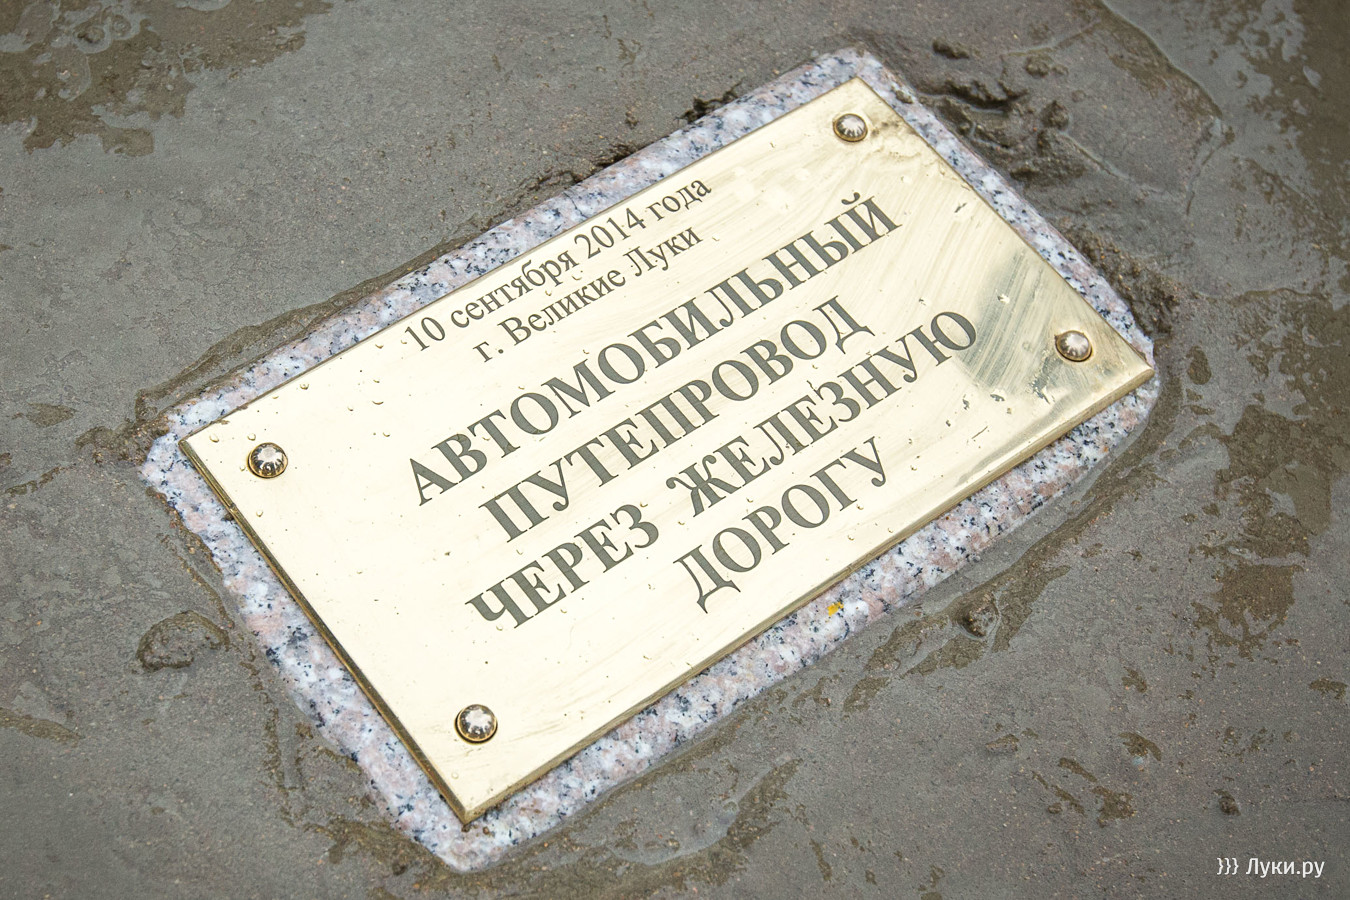 10 сентября 2014 года
г. Великие Луки
АВТОМОБИЛЬНЫЙ
ПУТЕПРОВОД
ЧЕРЕЗ ЖЕЛЕЗНУЮ
ДОРОГУ
}}} Луки.ру